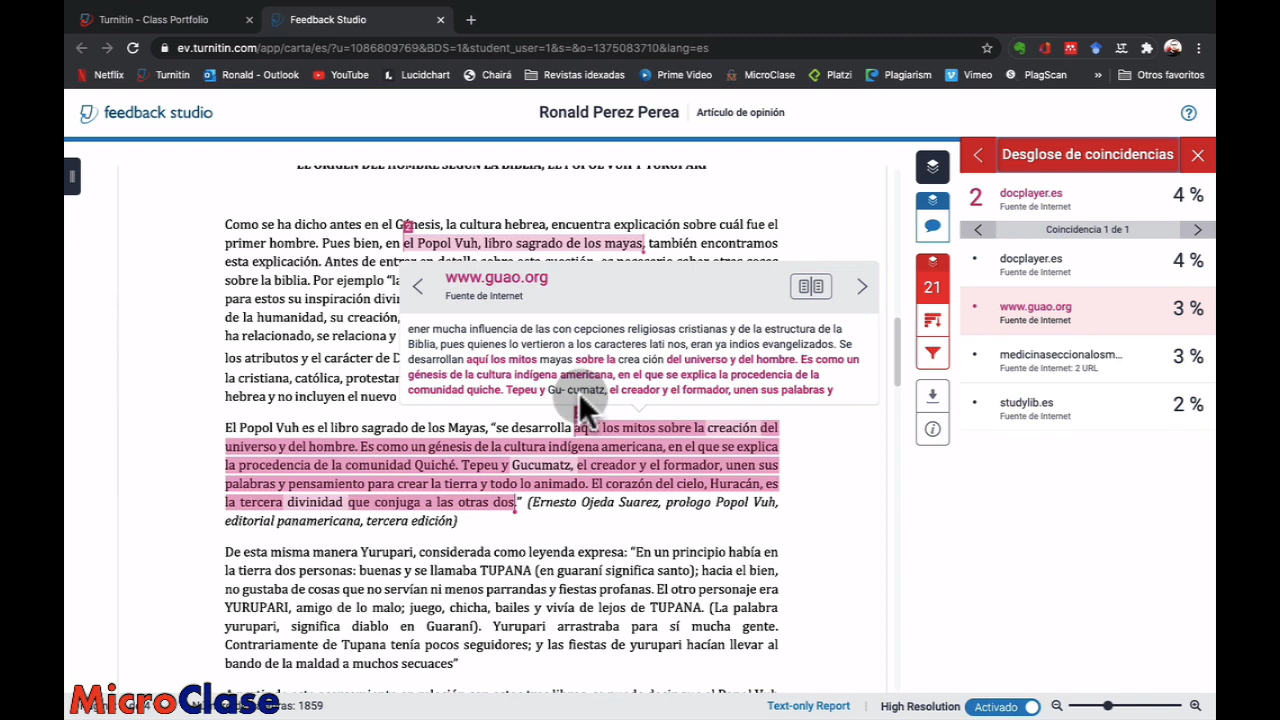 Turnitin - Class Portfolio
Feedback Studio
ev.turnitin.com/app/carta/es/?u=1086809769&BDS=1&student_user=1&s=&o=1375083710&lang=es
Netflix Turnitin Ronald - Outlook YouTube Lucidchart Chairá Revistas idexadas Prime Video MicroClase Platzi Plagiarism Vimeo PlagScan » Otros favoritos
feedback studio
Ronald Perez Perea Artículo de opinión
EL ORIGEN DEL HOMBRE SEGÚN LA BIBLIA, EL POPOL VUH Y YURUPARI
Como se ha dicho antes en el Génesis, la cultura hebrea, encuentra explicación sobre cuál fue el
2
primer hombre. Pues bien, en el Popol Vuh, libro sagrado de los mayas, también encontramos
esta explicación. Antes de
sobre la biblia. Por ejemplo "la
para estos su inspiración
de la humanidad, su creación,
ha relacionado, se relaciona y
los atributos y el carácter de
la cristiana, católica,
hebrea y no incluyen el nuevo
www.guao.org
Fuente de Internet
ener mucha influencia de las con cepciones religiosas cristianas y de la estructura de la
Biblia, pues quienes lo vertieron a los caracteres lati nos, eran ya indios evangelizados. Se
desarrollan aquí los mitos mayas sobre la crea ción del universo y del hombre. Es como un
génesis de la cultura indígena americana, en el que se explica la procedencia de la
comunidad quiche. Tepeu y Gu- cumatz, el creador y el formador, unen sus palabras y
El Popol Vuh es el libro sagrado de los Mayas, "se desarrolla aquí los mitos sobre la creación del
universo y del hombre. Es como un génesis de la cultura indígena americana, en el que se explica
la procedencia de la comunidad Quiché. Tepeu y Gucumatz, el creador y el formador, unen sus
palabras y pensamiento para crear la tierra y todo lo animado. El corazón del cielo, Huracán, es
la tercera divinidad que conjuga a las otras dos." (Ernesto Ojeda Suarez, prologo Popol Vuh,
editorial panamericana, tercera edición}
De esta misma manera Yurupari, considerada como leyenda expresa: "En un principio había en
la tierra dos personas: buenas y se llamaba TUPANA (en guaraní significa santo); hacia el bien,
no gustaba de cosas que no servían ni menos parrandas y fiestas profanas. El otro personaje era
YURUPARI, amigo de lo malo; juego, chicha, bailes y vivía de lejos de TUPANA. (La palabra
yurupari, significa diablo en Guaraní). Yurupari arrastraba para sí mucha gente.
Contrariamente de Tupana tenía pocos seguidores; y las fiestas de yurupari hacían llevar al
bando de la maldad a muchos secuaces"
21
Desglose de coincidencias
2 docplayer.es 4 %
Fuente de Internet
Coincidencia 1 de 1
docplayer.es 4 %
Fuente de Internet
www.guao.org 3 %
Fuente de Internet
medicinaseccionalosm... 3 %
Fuente de Internet: 2 URL
studylib.es 2 %
Fuente de Internet
MicroClase
1859
Text-only Report High Resolution Activado